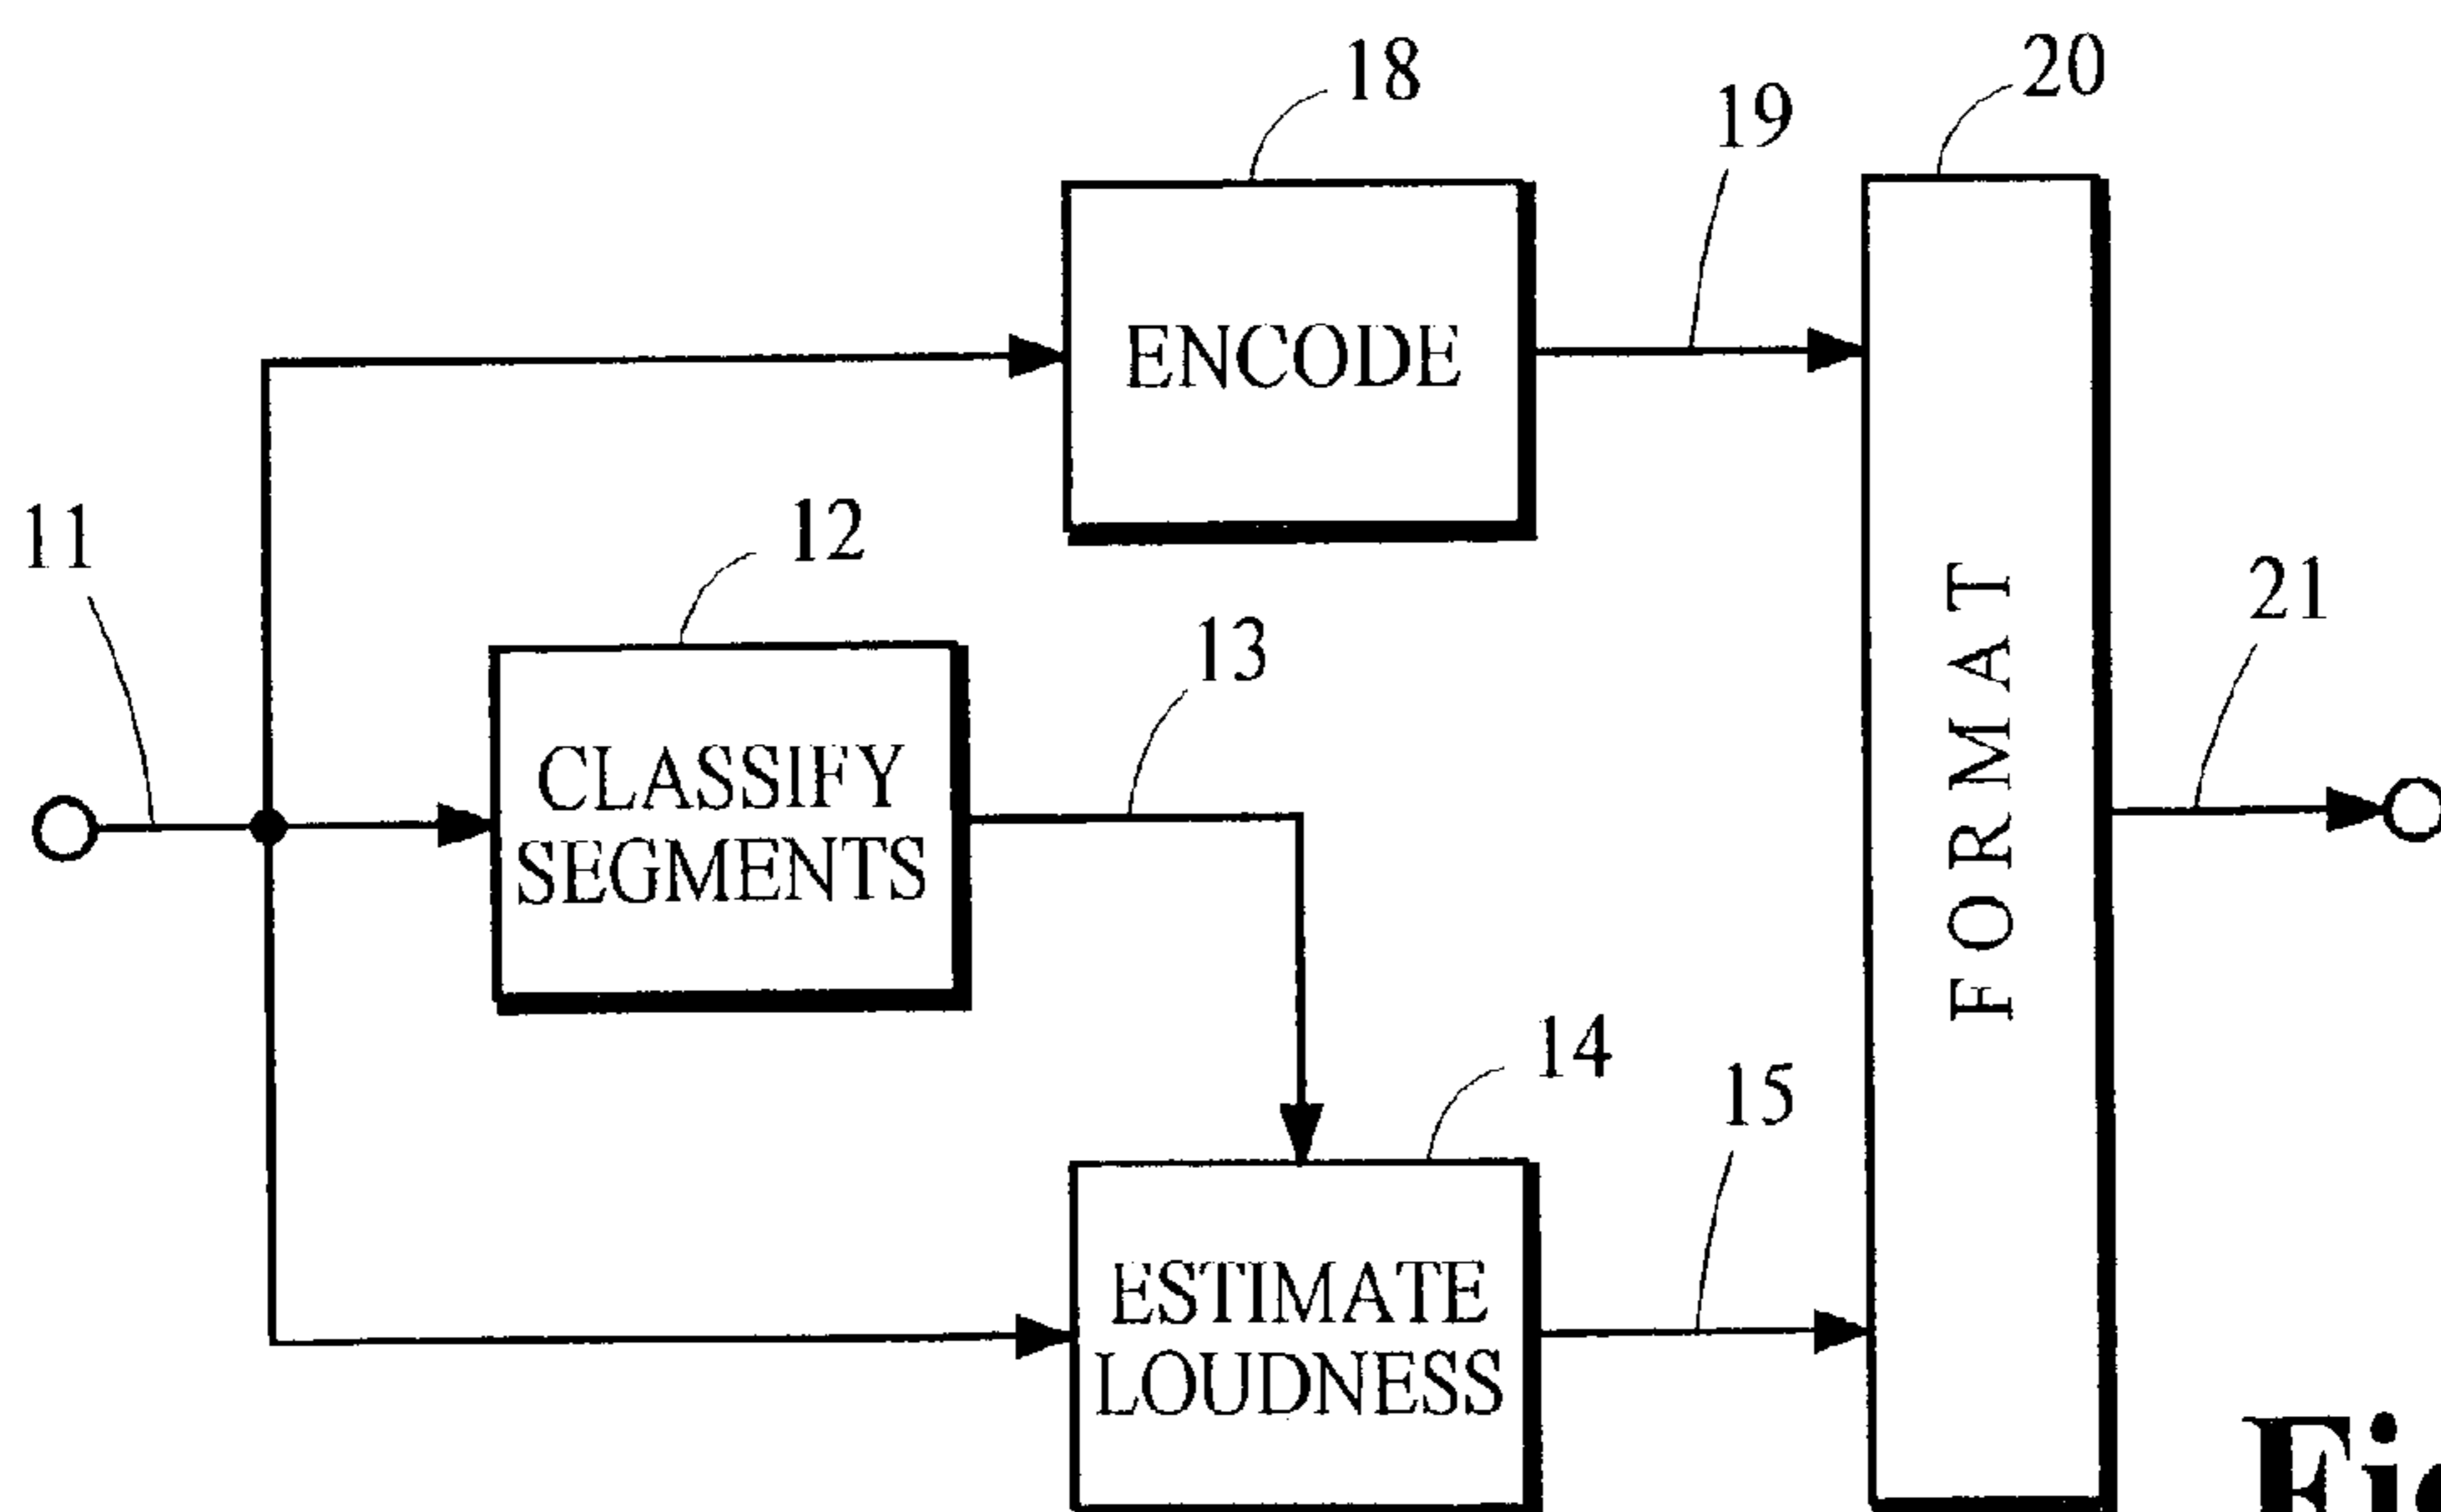 18
20
19
ENCODE
11
12
13
21
CLASSIFY
SEGMENTS
FORMAT
14
15
ESTIMATE
LOUDNESS